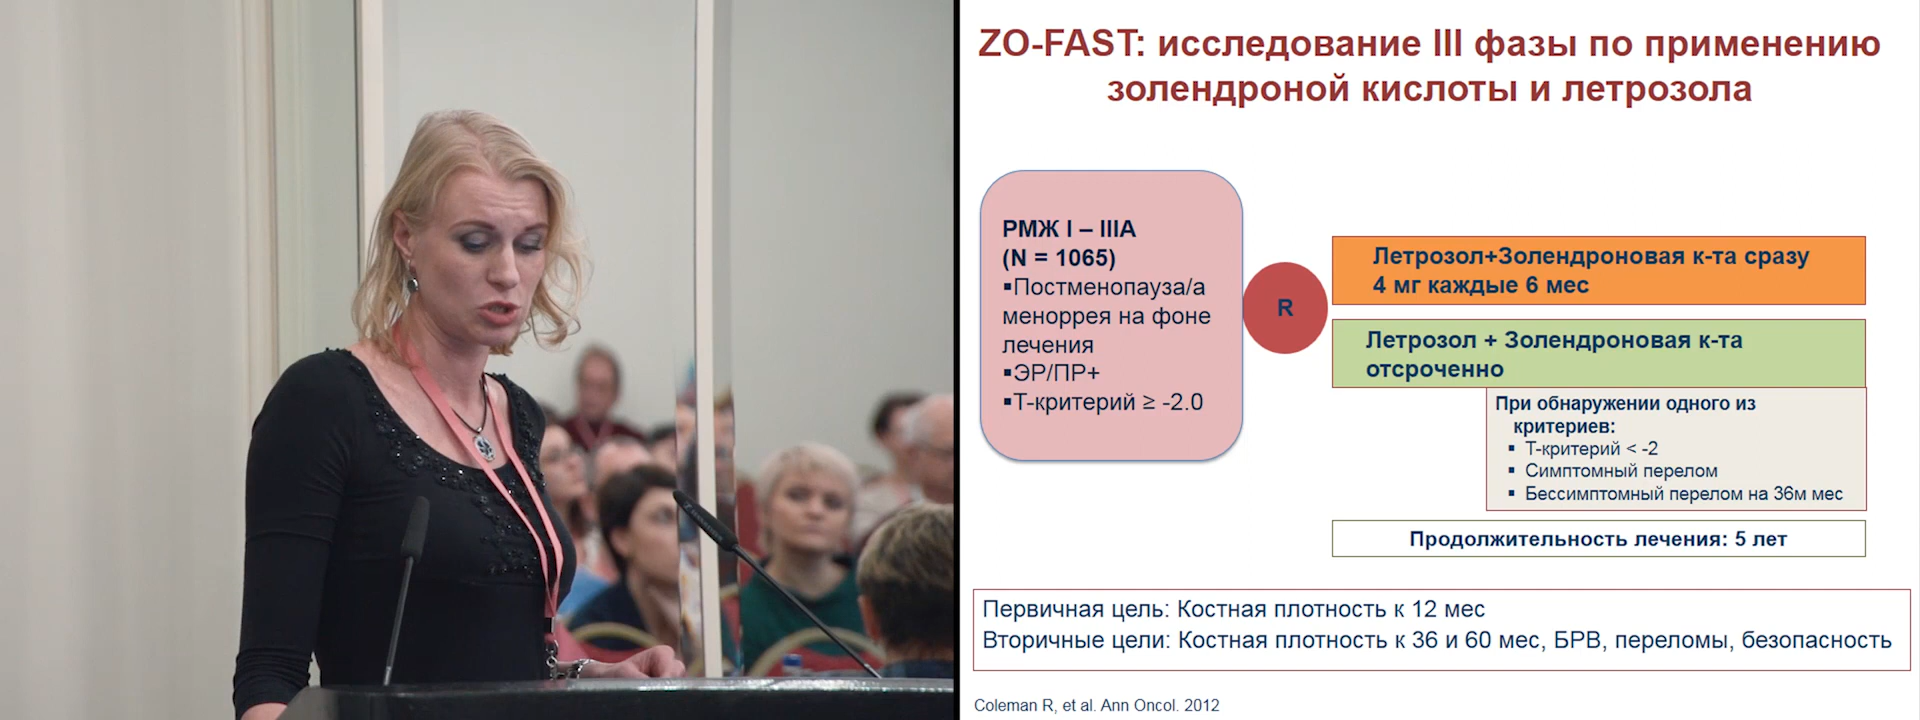 ZO-FAST: исследование III фазы по применению
золендроной кислоты и летрозола
РМЖ I – IIIA
(N = 1065)
▪Постменопауза/а
меноррея на фоне
лечения
▪ЭР/ПР+
▪Т-критерий ≥ -2.0
R
Летрозол+Золендроновая к-та сразу
4 мг каждые 6 мес
Летрозол + Золендроновая к-та
отсроченно
При обнаружении одного из
критериев:
▪ Т-критерий < -2
▪ Симптомный перелом
▪ Бессимптомный перелом на 36м мес
Продолжительность лечения: 5 лет
Первичная цель: Костная плотность к 12 мес
Вторичные цели: Костная плотность к 36 и 60 мес, БРВ, переломы, безопасность
Coleman R, et al. Ann Oncol. 2012